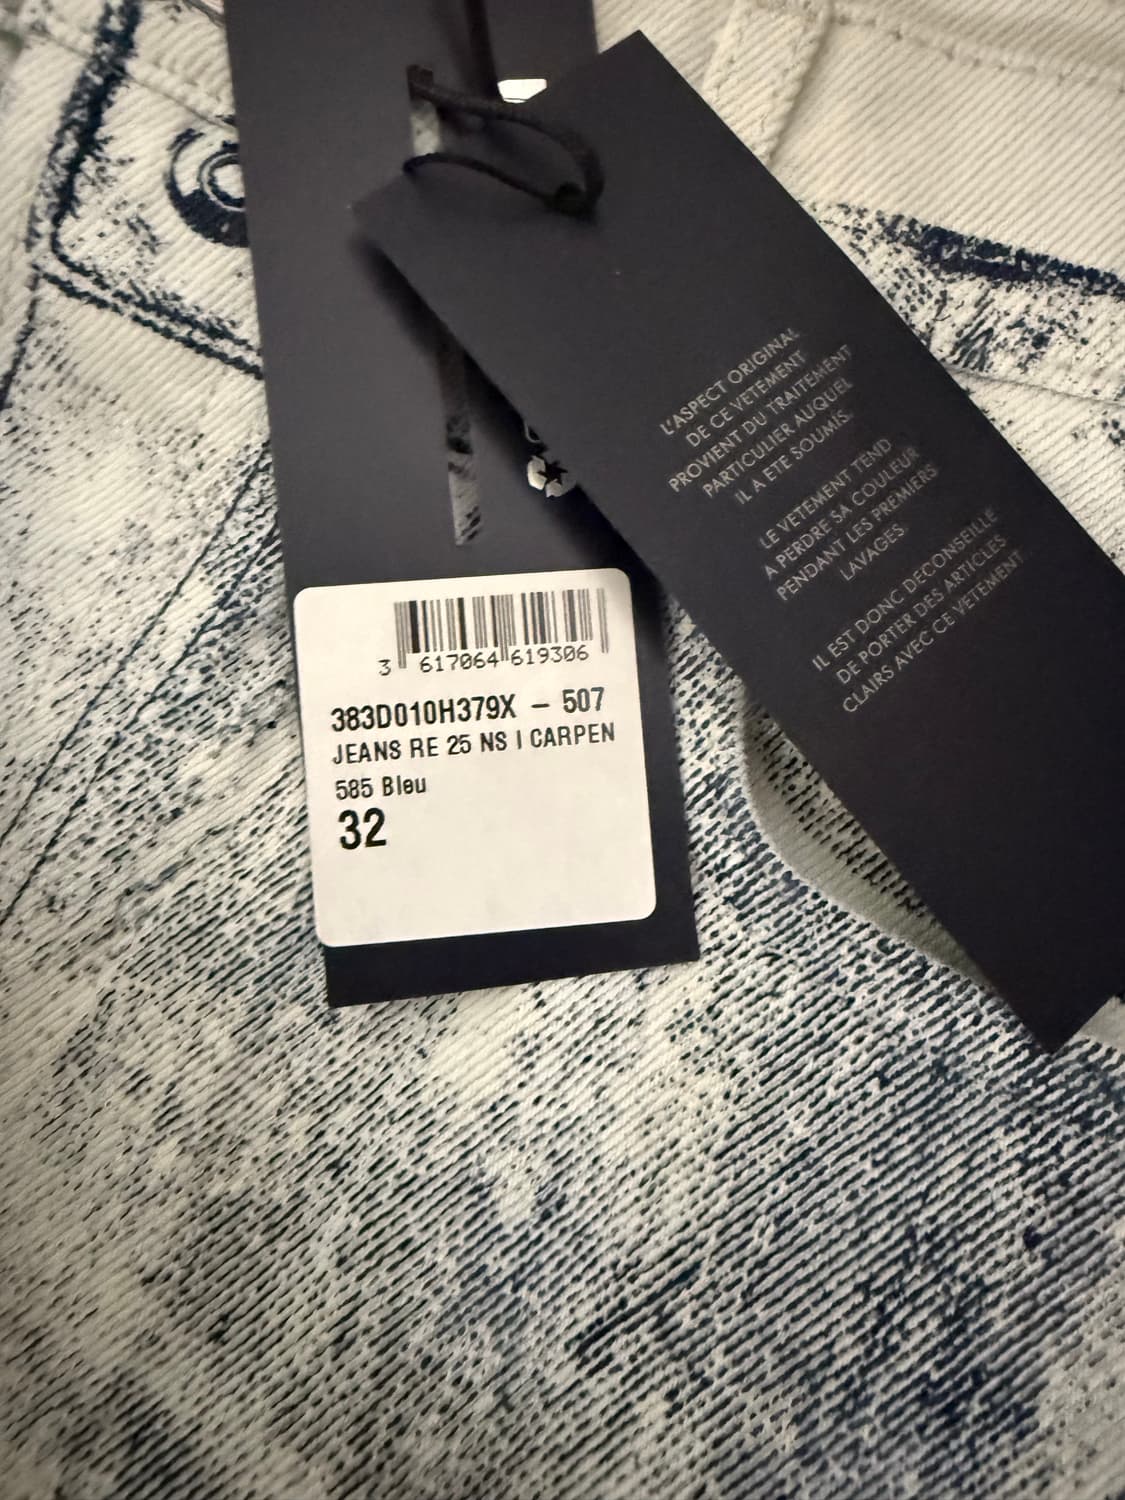 3 617064 619306
383D010H379X – 507
JEANS RE 25 NS I CARPEN
585 Bleu
32
L'ASPECT ORIGINAL
DE CE VETEMENT
PROVIENT DU TRAITEMENT
PARTICULIER AUQUEL
IL A ETE SOUMIS.
LE VETEMENT TEND
A PERDRE SA COULEUR
PENDANT LES PREMIERS
LAVAGES
IL EST DONC DECONSEILLE
DE PORTER DES ARTICLES
CLAIRS AVEC CE VETEMENT